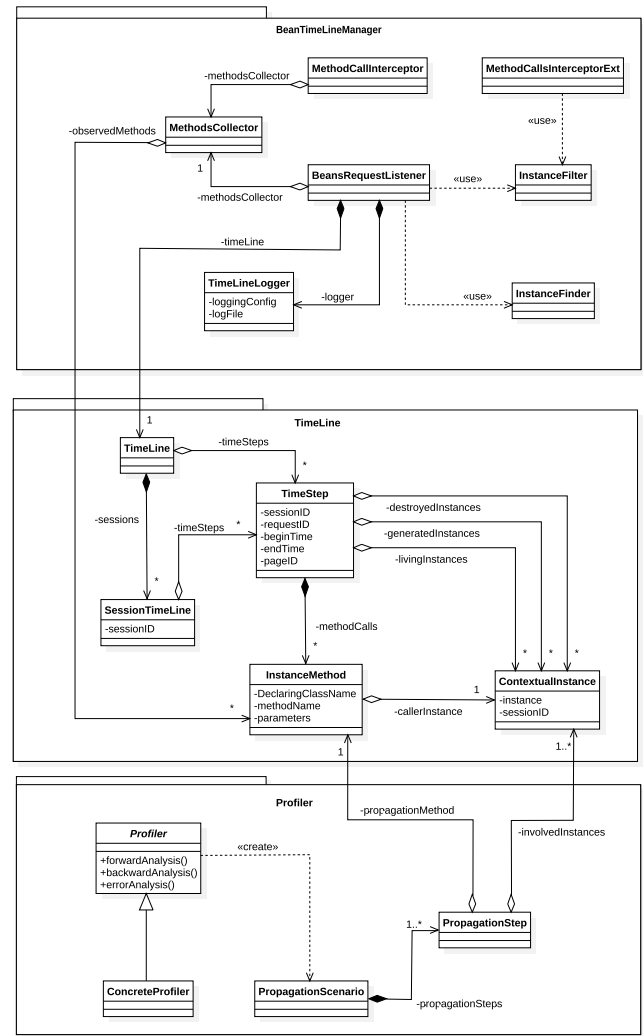 BeanTimeLineManager
MethodCallInterceptor
MethodCallsInterceptorExt
-methodsCollector
«use»
-observedMethods
MethodsCollector
1
BeansRequestListener
«use»
InstanceFilter
-methodsCollector
-timeLine
TimeLineLogger
-loggingConfig
-logFile
-logger
«use»
InstanceFinder
TimeLine
1
TimeLine
-timeSteps
*
TimeStep
-sessionID
-requestID
-beginTime
-endTime
-pageID
-destroyedInstances
-generatedInstances
-livingInstances
-sessions
-timeSteps
*
*
SessionTimeLine
-sessionID
-methodCalls
*
*
*
*
InstanceMethod
-DeclaringClassName
-methodName
-parameters
*
1
-callerInstance
ContextualInstance
-instance
-sessionID
1
1..*
Profiler
-propagationMethod
-involvedInstances
Profiler
+forwardAnalysis()
+backwardAnalysis()
+errorAnalysis()
«create»
1..*
PropagationStep
ConcreteProfiler
PropagationScenario
-propagationSteps